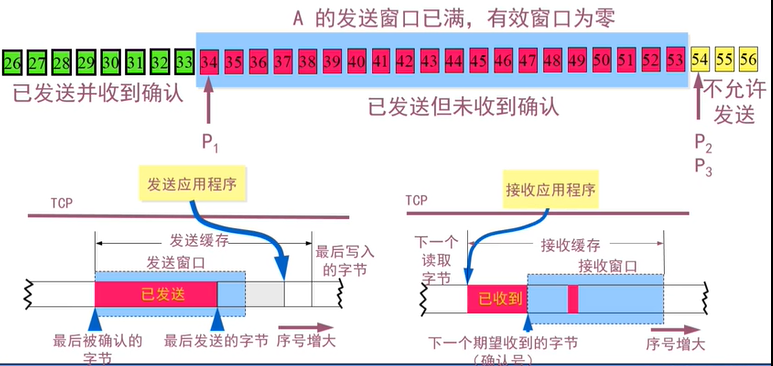 A 的发送窗口已满，有效窗口为零
26 27 28 29 30 31 32 33 34 35 36 37 38 39 40 41 42 43 44 45 46 47 48 49 50 51 52 53 54 55 56
已发送并收到确认
已发送但未收到确认
不允许
发送
P1
P2
P3
发送应用程序
TCP
发送缓存
发送窗口
最后写入
的字节
已发送
最后被确认的
字节
最后发送的字节
序号增大
接收应用程序
TCP
下一个
读取
字节
接收缓存
接收窗口
已收到
下一个期望收到的字节
（确认号）
序号增大